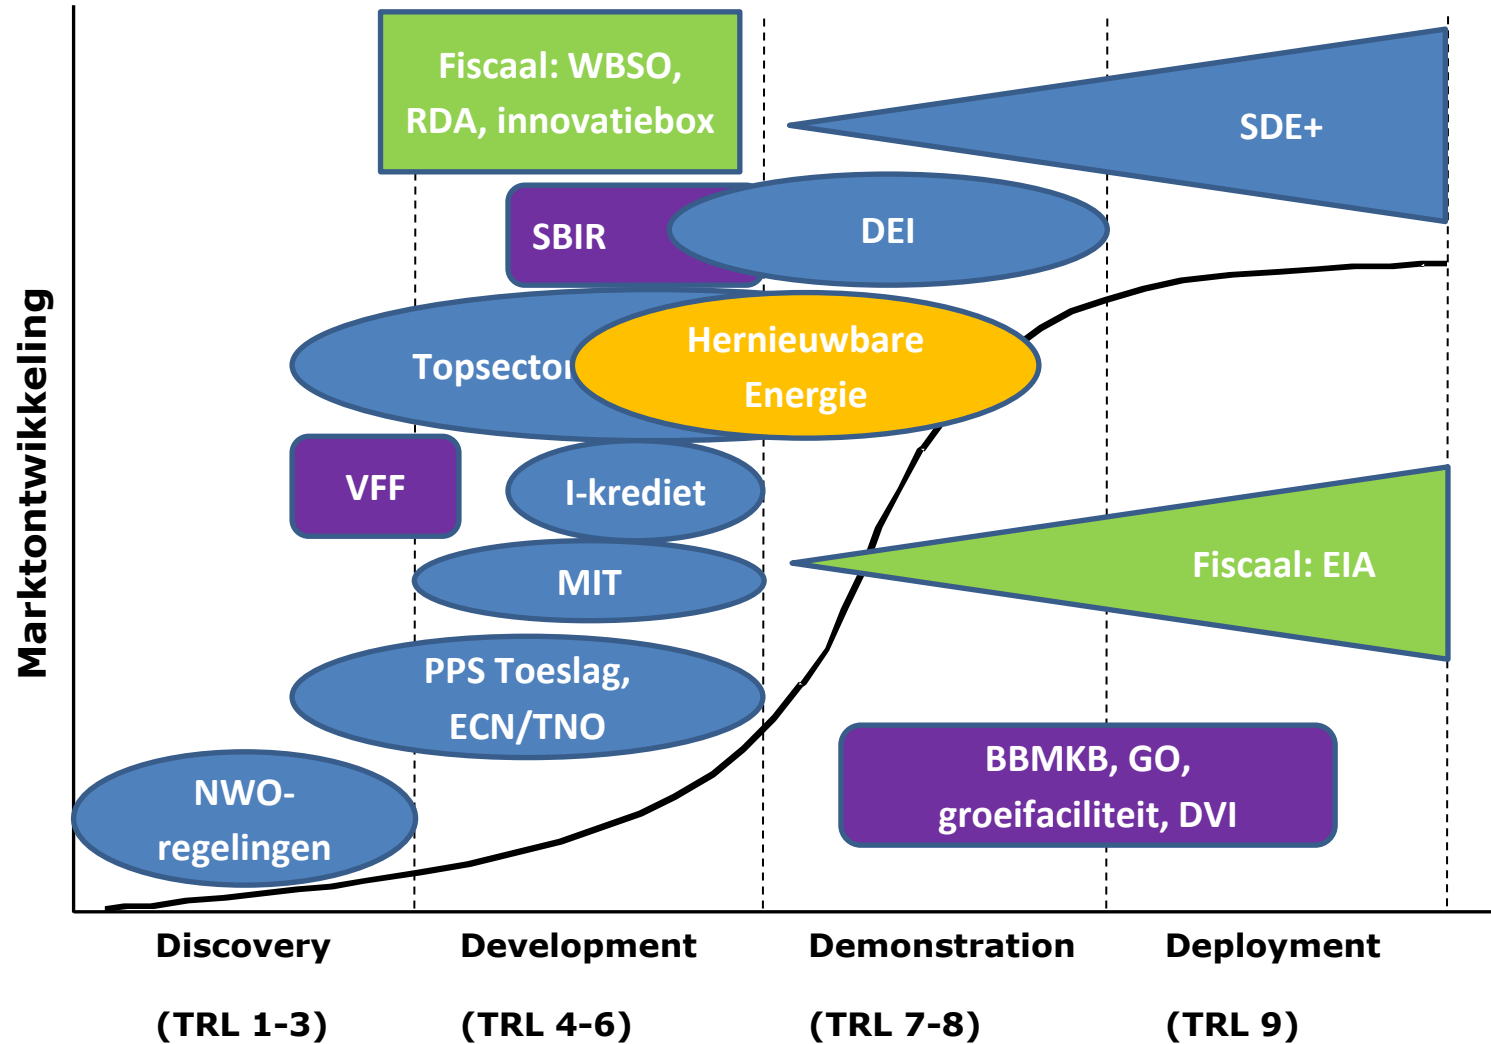 Fiscaal: WBSO,
RDA, innovatiebox
SDE+
SBIR
DEI
Topsector
Hernieuwbare
Energie
VFF
I-krediet
MIT
Fiscaal: EIA
PPS Toeslag,
ECN/TNO
BBMKB, GO,
groeifaciliteit, DVI
NWO-
regelingen
Marktontwikkeling
Discovery
(TRL 1-3)
Development
(TRL 4-6)
Demonstration
(TRL 7-8)
Deployment
(TRL 9)